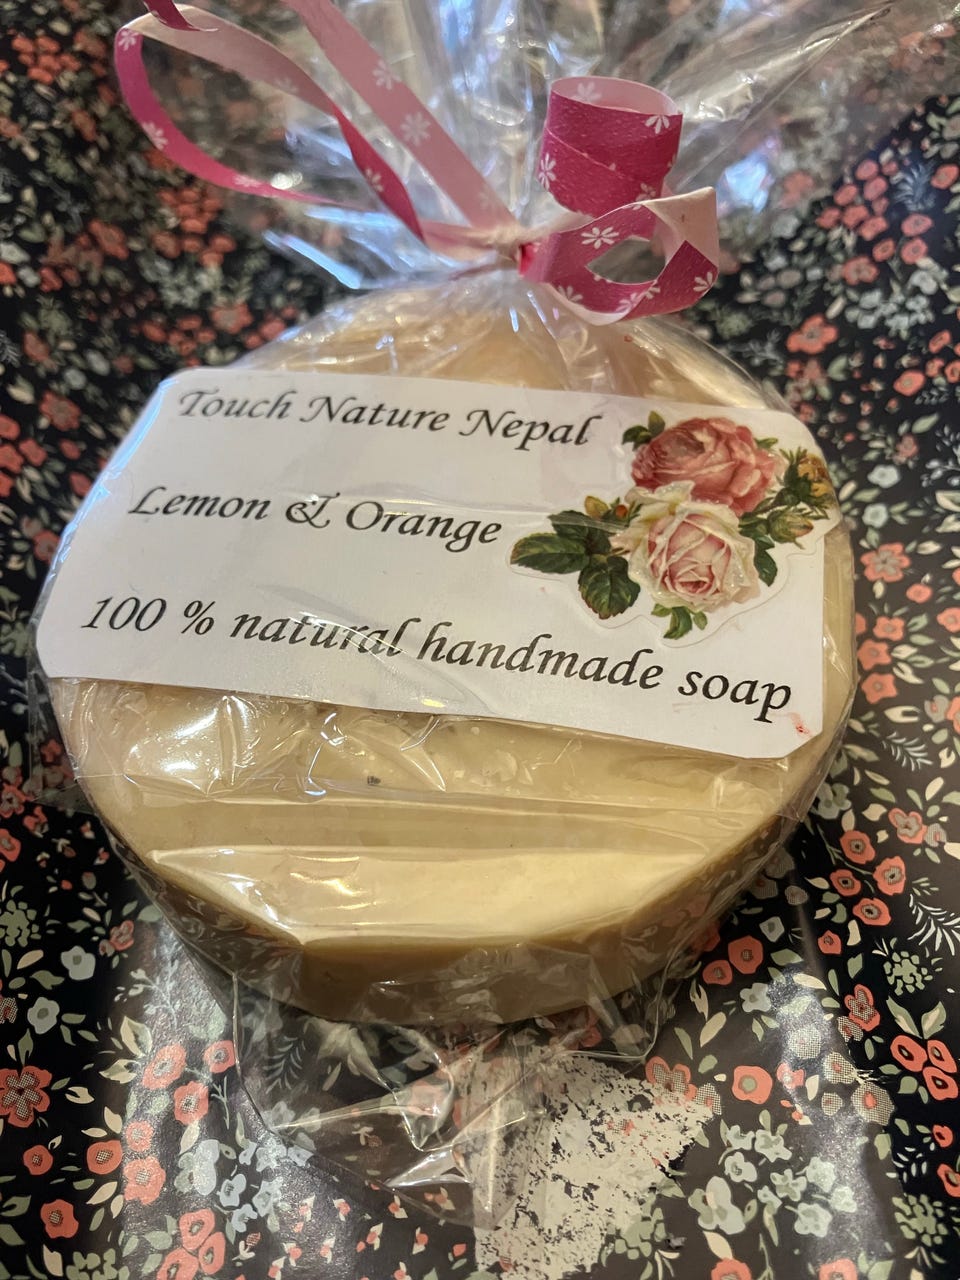 Touch Nature Nepal
Lemon & Orange
100 % natural handmade soap